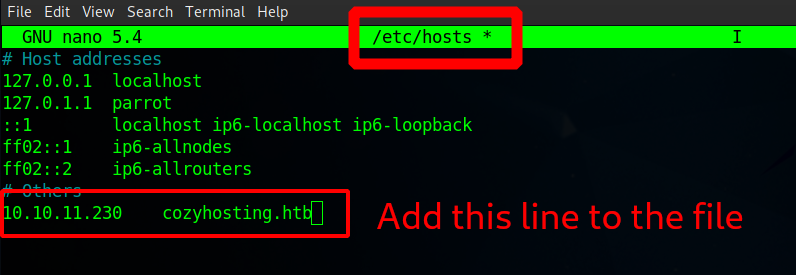 File Edit View Search Terminal Help
GNU nano 5.4 /etc/hosts * I
# Host addresses
127.0.0.1 localhost
127.0.1.1 parrot
::1 localhost ip6-localhost ip6-loopback
ff02::1 ip6-allnodes
ff02::2 ip6-allrouters
# Others
10.10.11.230 cozyhosting.htb
Add this line to the file